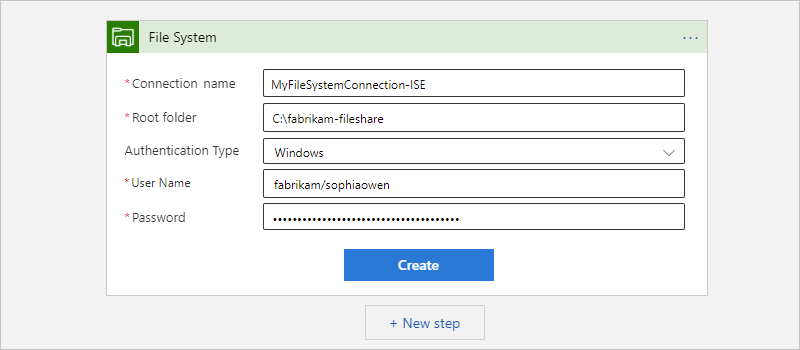 File System
...
* Connection name
MyFileSystemConnection-ISE
* Root folder
C:\fabrikam-fileshare
Authentication Type
Windows
* User Name
fabrikam/sophiaowen
* Password
••••••••••••••••••••••••••••••••••••••
Create
+ New step